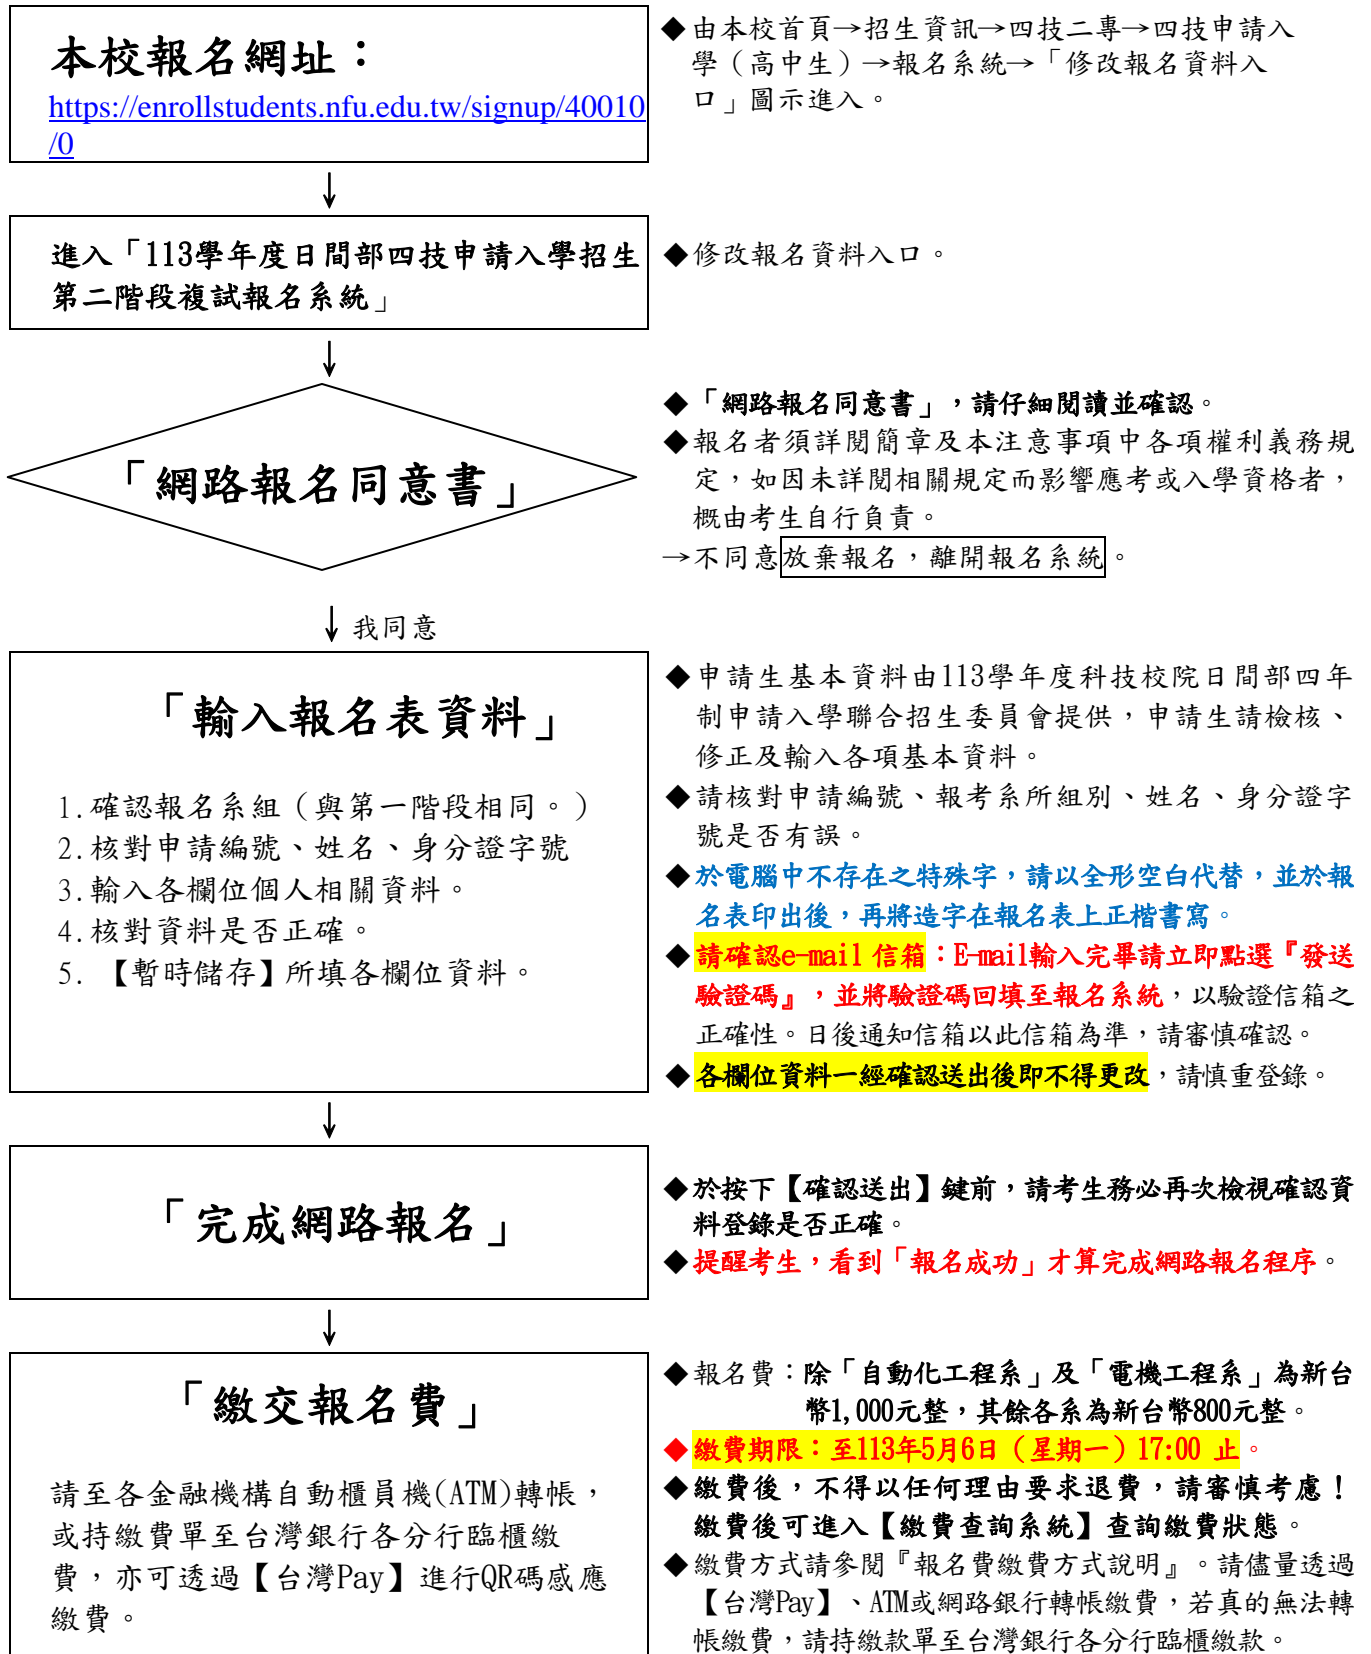 本校報名網址：
https://enrollstudents.nfu.edu.tw/signup/40010
/0
◆由本校首頁→招生資訊→四技二專→四技申請入
學（高中生）→報名系統→「修改報名資料入
口」圖示進入。
↓
進入「113學年度日間部四技申請入學招生
第二階段複試報名系統」
◆修改報名資料入口。
↓
「網路報名同意書」
◆「網路報名同意書」，請仔細閱讀並確認。
◆報名者須詳閱簡章及本注意事項中各項權利義務規
定，如因未詳閱相關規定而影響應考或入學資格者，
概由考生自行負責。
→不同意放棄報名，離開報名系統。
↓我同意
「輸入報名表資料」
1.確認報名系組（與第一階段相同。）
2.核對申請編號、姓名、身分證字號
3.輸入各欄位個人相關資料。
4.核對資料是否正確。
5. 【暫時儲存】所填各欄位資料。
◆申請生基本資料由113學年度科技校院日間部四年
制申請入學聯合招生委員會提供，申請生請檢核、
修正及輸入各項基本資料。
◆請核對申請編號、報考系所組別、姓名、身分證字
號是否有誤。
◆於電腦中不存在之特殊字，請以全形空白代替，並於報
名表印出後，再將造字在報名表上正楷書寫。
◆請確認e-mail 信箱：E-mail輸入完畢請立即點選『發送
驗證碼』，並將驗證碼回填至報名系統，以驗證信箱之
正確性。日後通知信箱以此信箱為準，請審慎確認。
◆各欄位資料一經確認送出後即不得更改，請慎重登錄。
↓
「完成網路報名」
◆於按下【確認送出】鍵前，請考生務必再次檢視確認資
料登錄是否正確。
◆提醒考生，看到「報名成功」才算完成網路報名程序。
↓
「繳交報名費」
請至各金融機構自動櫃員機(ATM)轉帳，
或持繳費單至台灣銀行各分行臨櫃繳
費，亦可透過【台灣Pay】進行QR碼感應
繳費。
◆報名費：除「自動化工程系」及「電機工程系」為新台
幣1,000元整，其餘各系為新台幣800元整。
◆繳費期限：至113年5月6日（星期一）17:00 止。
◆繳費後，不得以任何理由要求退費，請審慎考慮！
繳費後可進入【繳費查詢系統】查詢繳費狀態。
◆繳費方式請參閱『報名費繳費方式說明』。請儘量透過
【台灣Pay】、ATM或網路銀行轉帳繳費，若真的無法轉
帳繳費，請持繳款單至台灣銀行各分行臨櫃繳款。